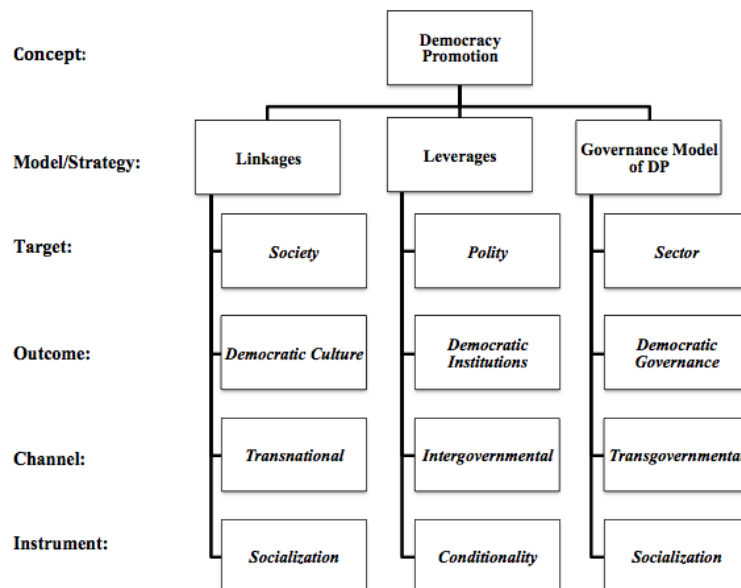 Concept:
Democracy
Promotion
Model/Strategy:
Linkages
Leverages
Governance Model
of DP
Target:
Society
Polity
Sector
Outcome:
Democratic Culture
Democratic
Institutions
Democratic
Governance
Channel:
Transnational
Intergovernmental
Transgovernmental
Instrument:
Socialization
Conditionality
Socialization